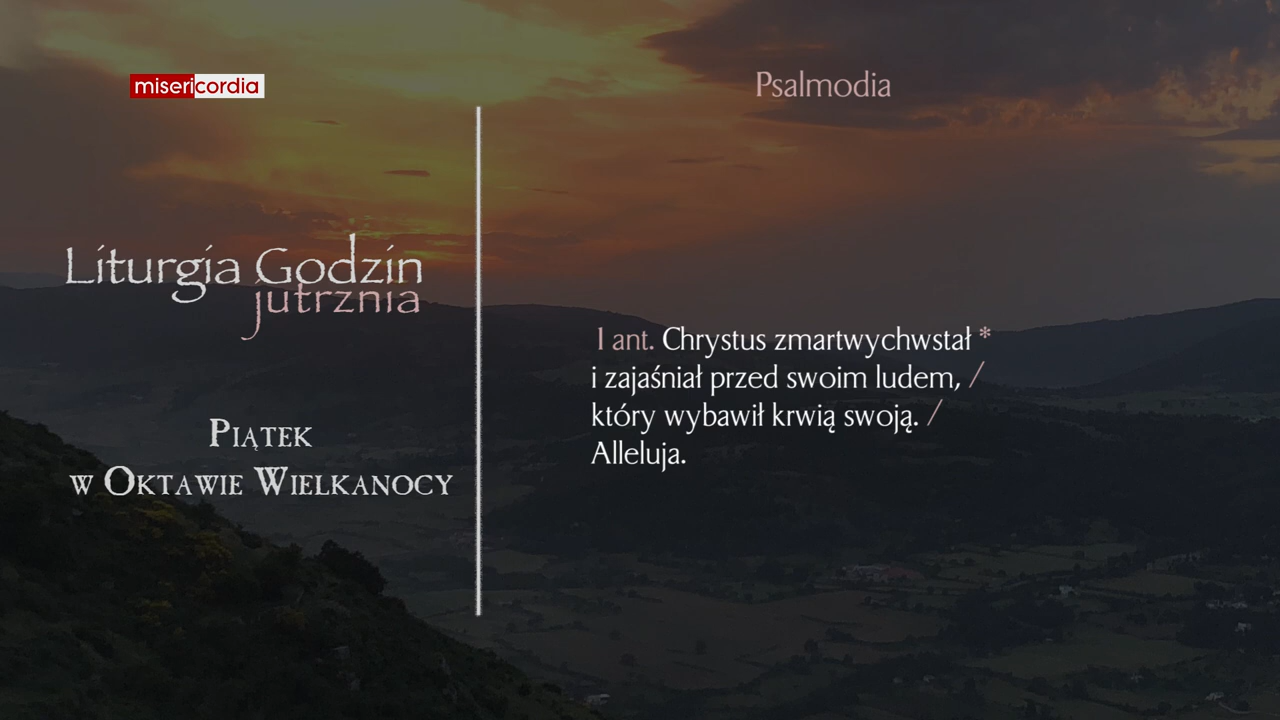 misericordia
Liturgia Godzin
jutrznia
Piątek
w Oktawie Wielkanocy
Psalmodia
1 ant. Chrystus zmartwychwstał *
i zajaśniał przed swoim ludem, /
który wybawił krwią swoją. /
Alleluja.